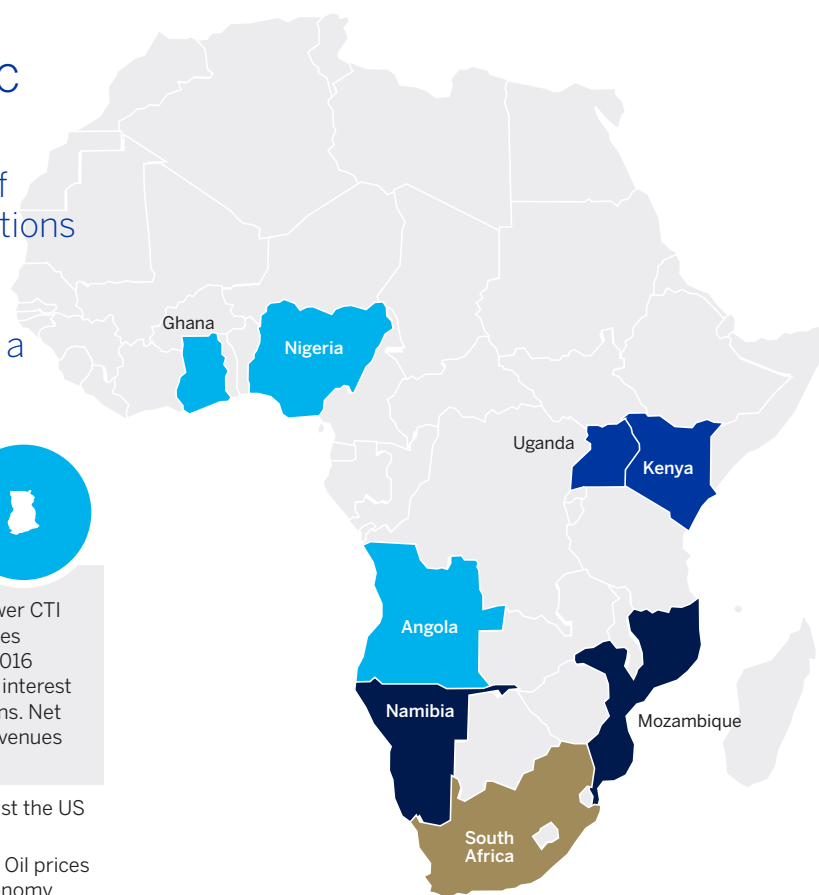 c
f
tions
a
wer CTI
es
016
interest
ns. Net
venues
st the US
Oil prices
nomy
Ghana
Nigeria
Uganda
Kenya
Angola
Namibia
Mozambique
South
Africa